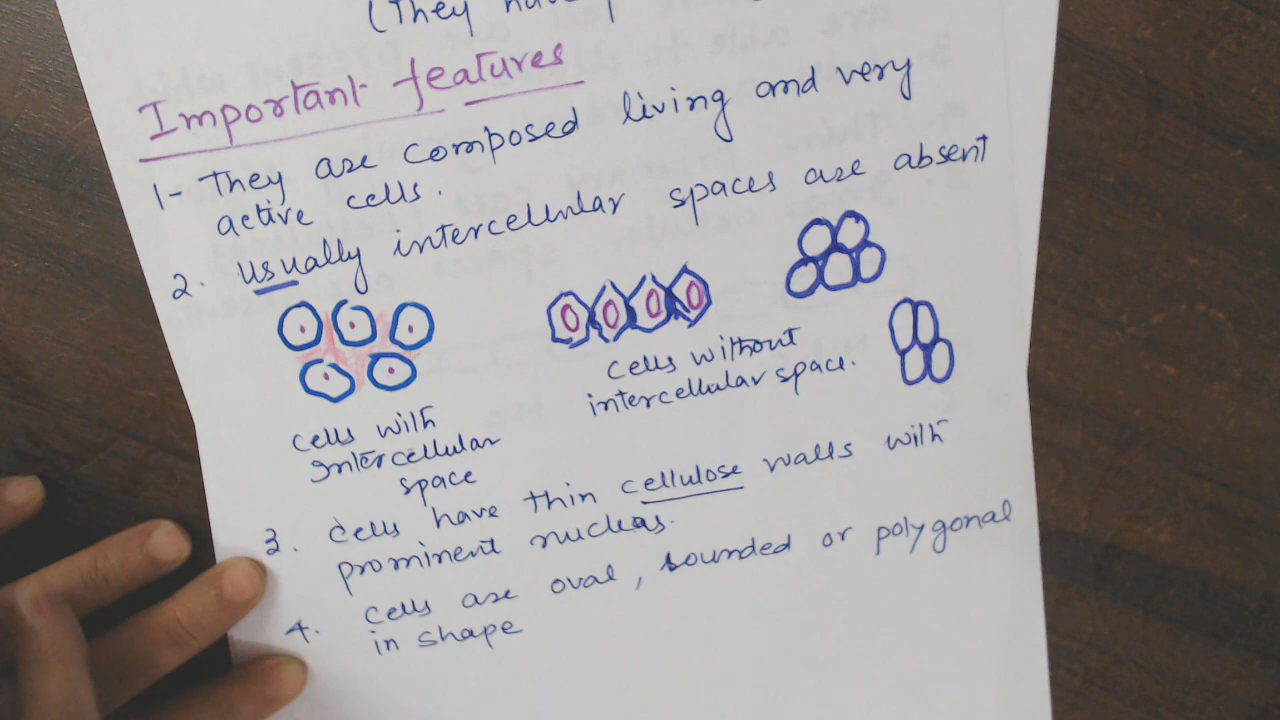 (They have
Important features
1- They are composed living and very
active cells.
2. usually intercellular spaces are absent
cells with
intercellular
space
cells without
intercellular space.
3. cells have thin cellulose walls with
prominent nucleus.
4. cells are oval, rounded or polygonal
in shape